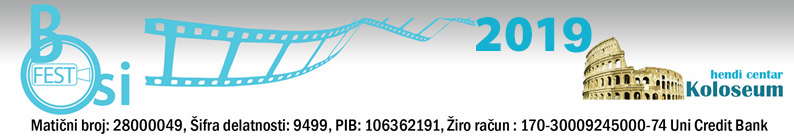 BOSI FEST
2019
hendi centar
Koloseum
Matični broj: 28000049, Šifra delatnosti: 9499, PIB: 106362191, Žiro račun : 170-30009245000-74 Uni Credit Bank